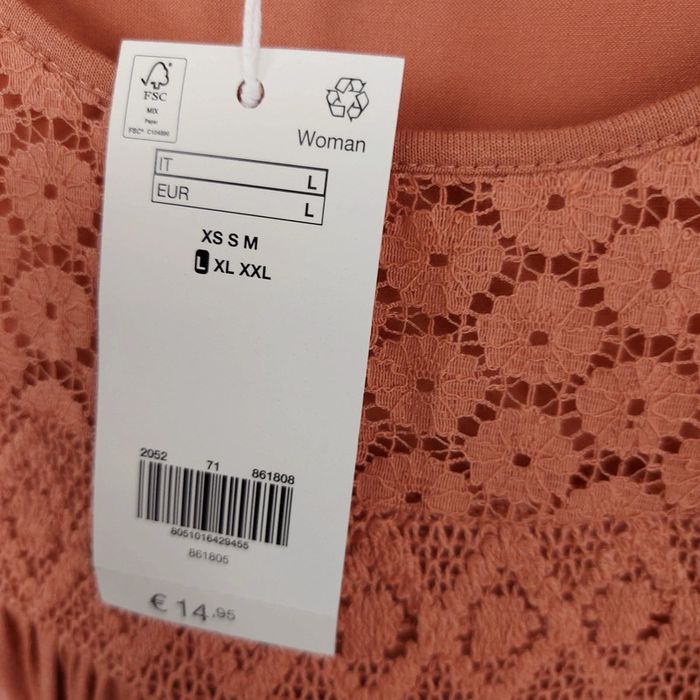 FSC
MIX
Paper
FSC® C104896
Woman
IT L
EUR L
XS S M
L XL XXL
2052 71 861808
8051016429455
861805
€ 14.95